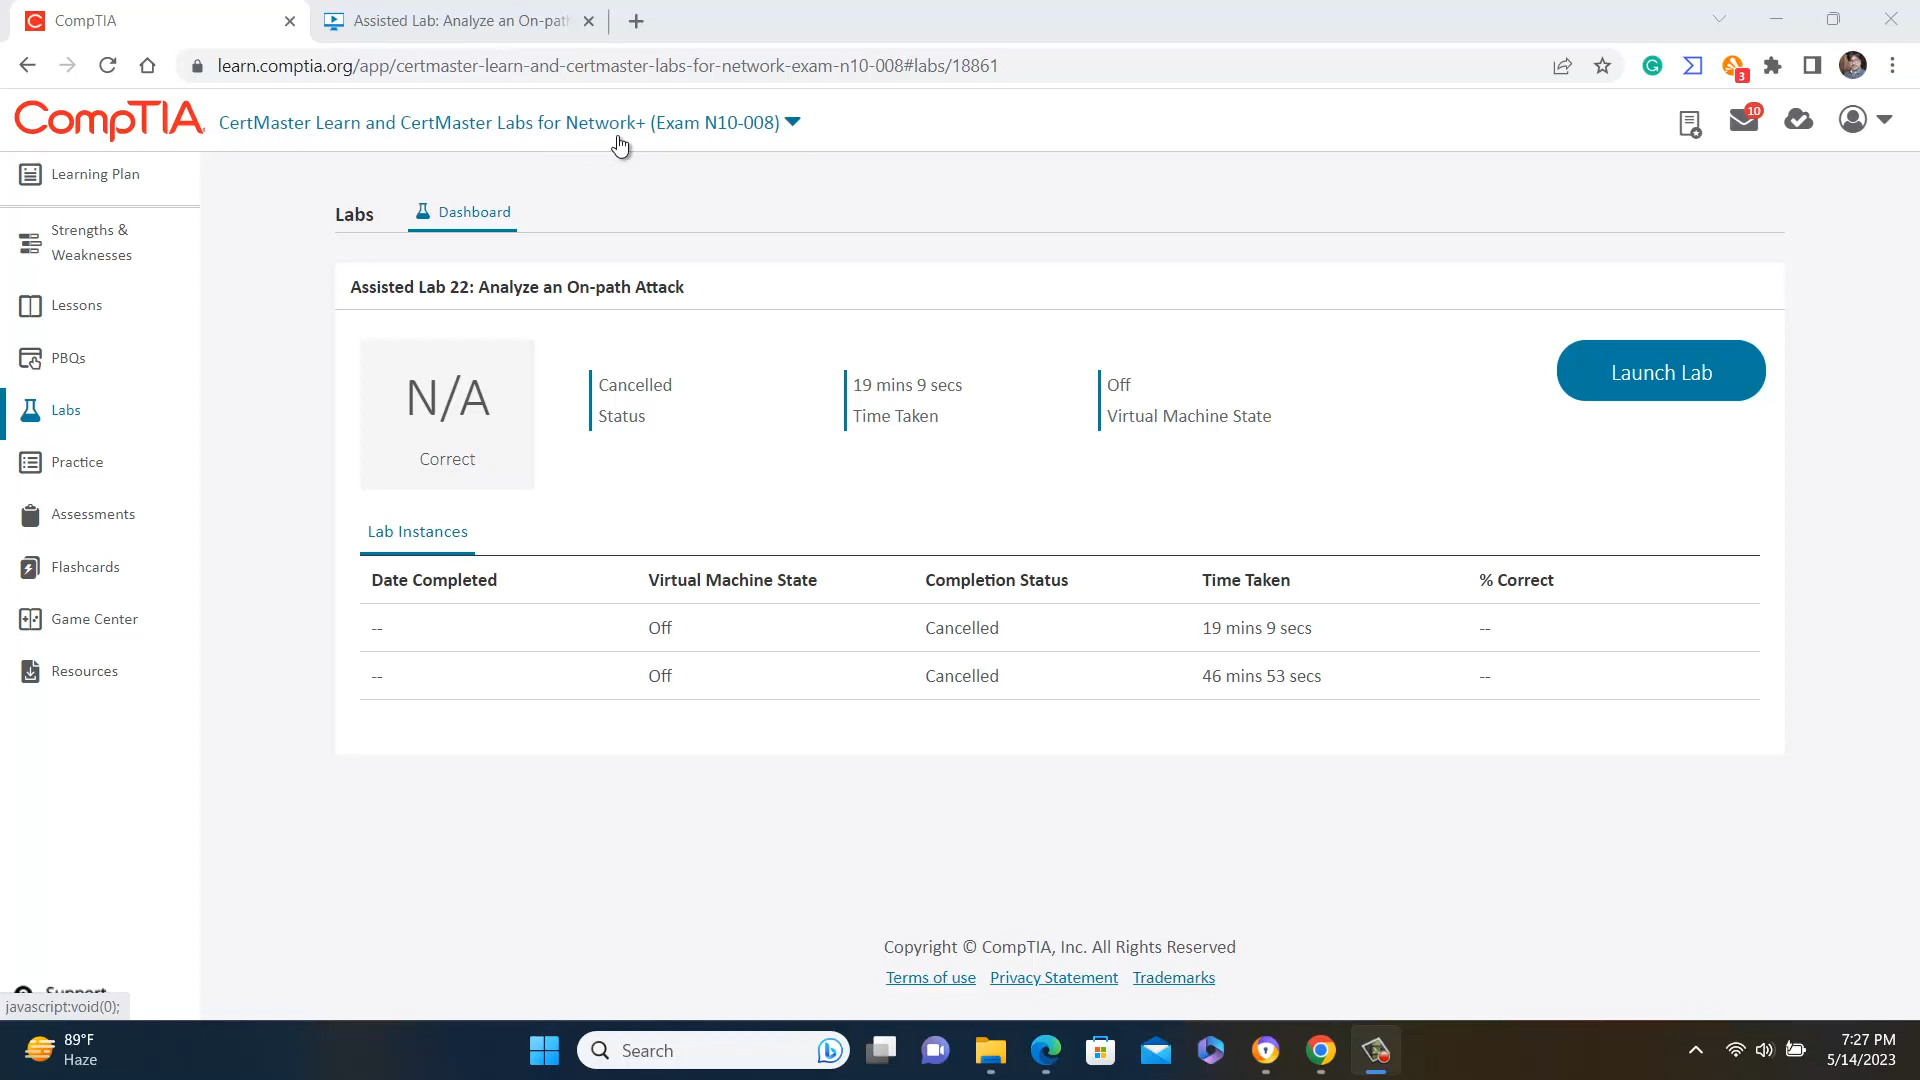 CompTIA
Assisted Lab: Analyze an On-path
learn.comptia.org/app/certmaster-learn-and-certmaster-labs-for-network-exam-n10-008#labs/18861
3
CompTIA
CertMaster Learn and CertMaster Labs for Network+ (Exam N10-008)
10
Learning Plan
Strengths &
Weaknesses
Lessons
PBQs
Labs
Practice
Assessments
Flashcards
Game Center
Resources
Support
javascript:void(0);
Labs
Dashboard
Assisted Lab 22: Analyze an On-path Attack
N/A
Correct
Cancelled
Status
19 mins 9 secs
Time Taken
Off
Virtual Machine State
Launch Lab
Lab Instances
Date Completed Virtual Machine State Completion Status Time Taken % Correct
-- Off Cancelled 19 mins 9 secs --
-- Off Cancelled 46 mins 53 secs --
Copyright © CompTIA, Inc. All Rights Reserved
Terms of use Privacy Statement Trademarks
89°F
Haze
Search
7:27 PM
5/14/2023